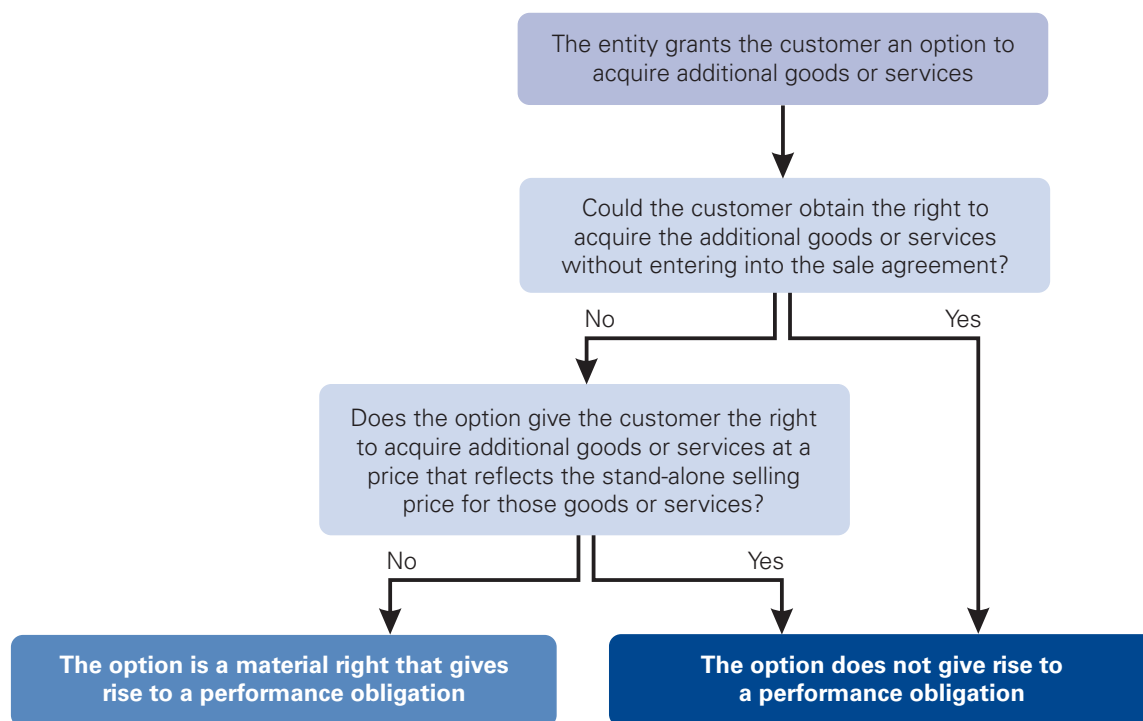 The entity grants the customer an option to
acquire additional goods or services
Could the customer obtain the right to
acquire the additional goods or services
without entering into the sale agreement?
No
Yes
Does the option give the customer the right
to acquire additional goods or services at a
price that reflects the stand-alone selling
price for those goods or services?
No
Yes
The option is a material right that gives
rise to a performance obligation
The option does not give rise to
a performance obligation